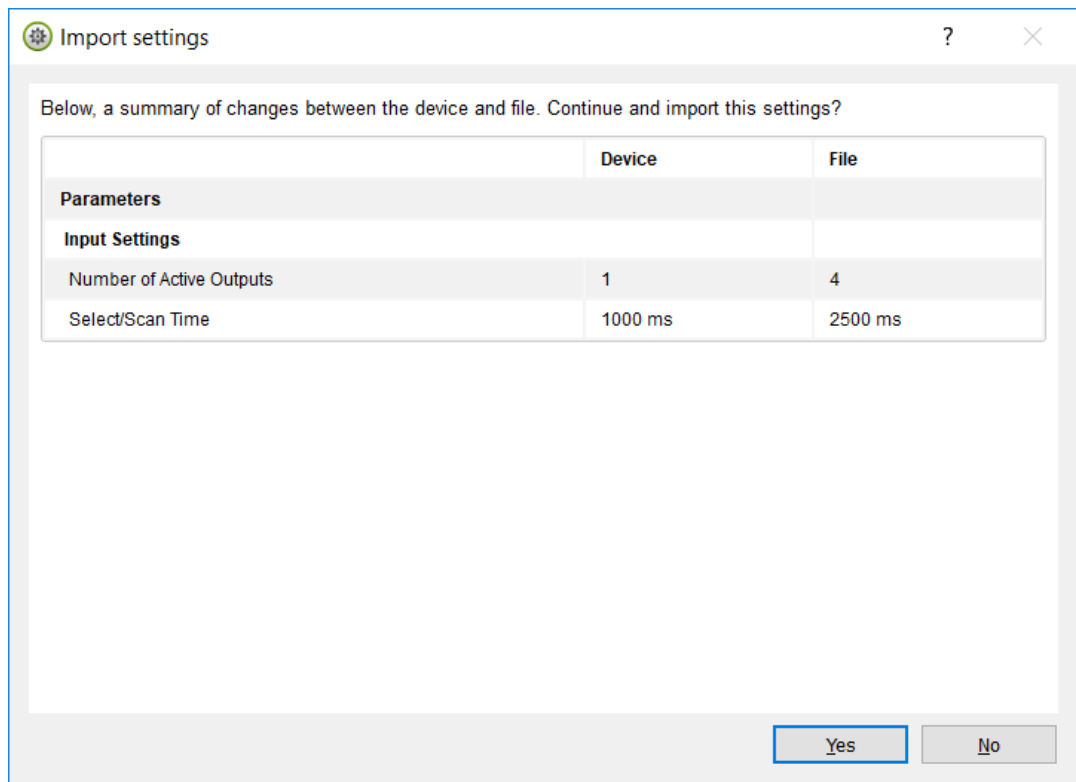 Import settings
?
Below, a summary of changes between the device and file. Continue and import this settings?
Device File
Parameters
Input Settings
Number of Active Outputs 1 4
Select/Scan Time 1000 ms 2500 ms
Yes No